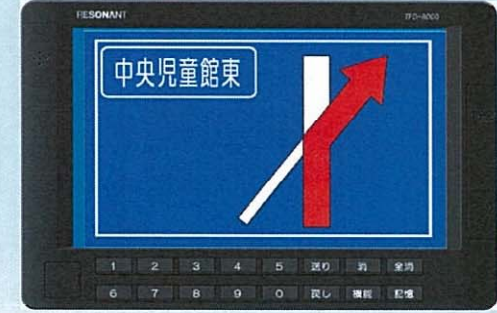 RESONANT
TFD-8000
中央児童館東
1 2 3 4 5 送り 消 全消
6 7 8 9 0 戻し 機能 記憶